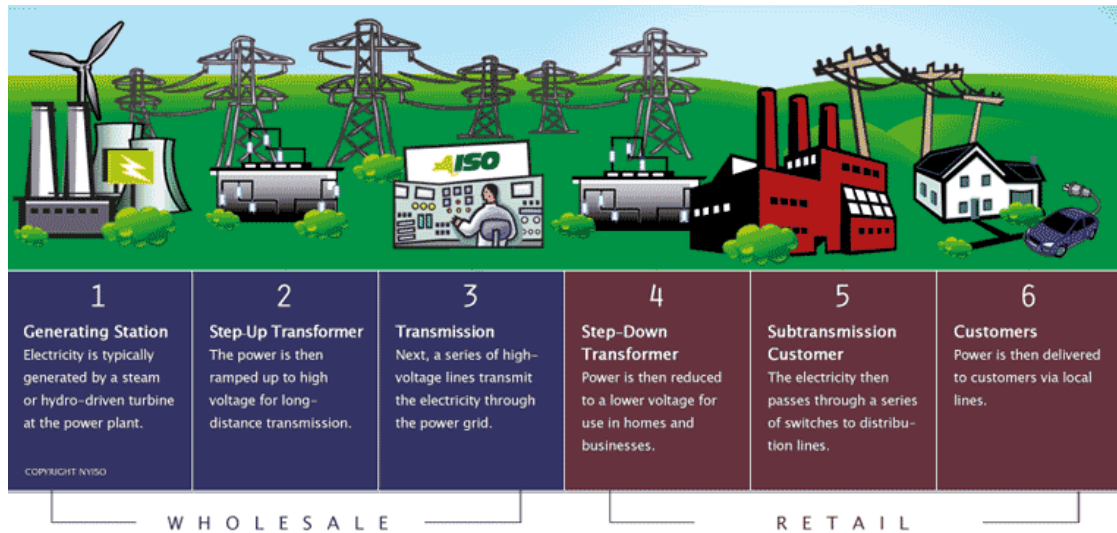 ISO
1
Generating Station
Electricity is typically
generated by a steam
or hydro-driven turbine
at the power plant.
COPYRIGHT NYISO
2
Step-Up Transformer
The power is then
ramped up to high
voltage for long-
distance transmission.
3
Transmission
Next, a series of high-
voltage lines transmit
the electricity through
the power grid.
4
Step-Down
Transformer
Power is then reduced
to a lower voltage for
use in homes and
businesses.
5
Subtransmission
Customer
The electricity then
passes through a series
of switches to distribu-
tion lines.
6
Customers
Power is then delivered
to customers via local
lines.
WHOLESALE
RETAIL